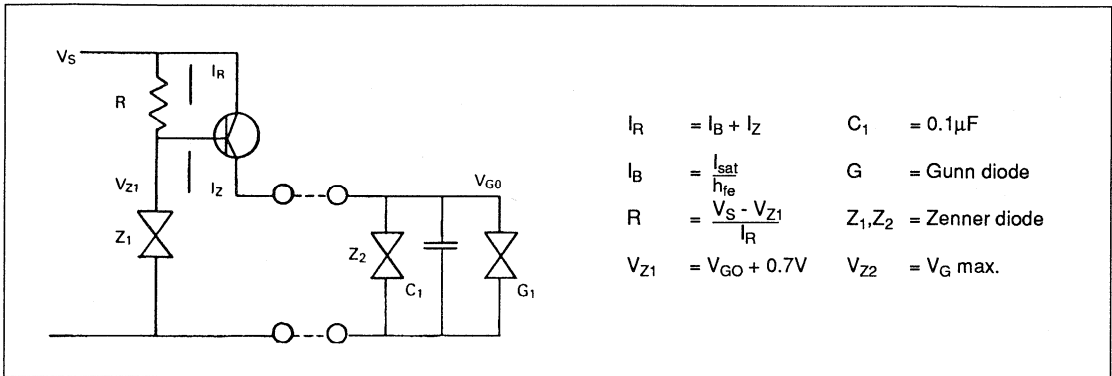 V_S
I_R
R
V_Z1
I_Z
Z_1
V_G0
Z_2
C_1
G_1
I_R = I_B + I_Z C_1 = 0.1µF
I_B = I_sat / h_fe G = Gunn diode
R = V_S - V_Z1 / I_R Z_1,Z_2 = Zenner diode
V_Z1 = V_GO + 0.7V V_Z2 = V_G max.